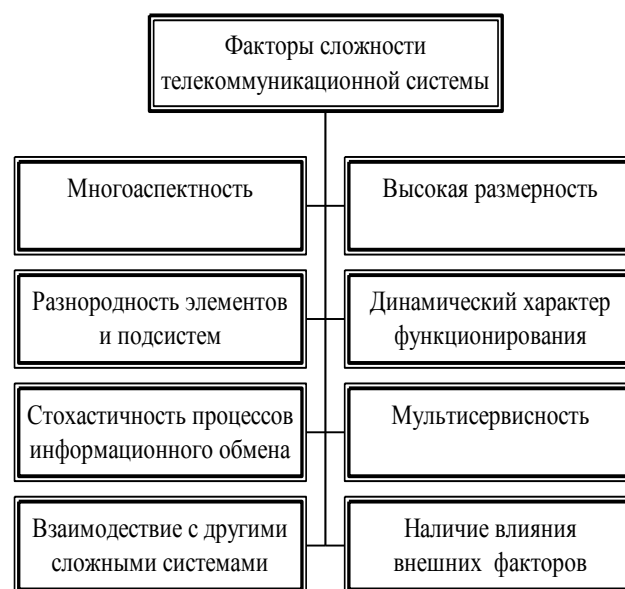 Факторы сложности
телекоммуникационной системы
Многоаспектность
Высокая размерность
Разнородность элементов
и подсистем
Динамический характер
функционирования
Стохастичность процессов
информационного обмена
Мультисервисность
Взаимодествие с другими
сложными системами
Наличие влияния
внешних факторов